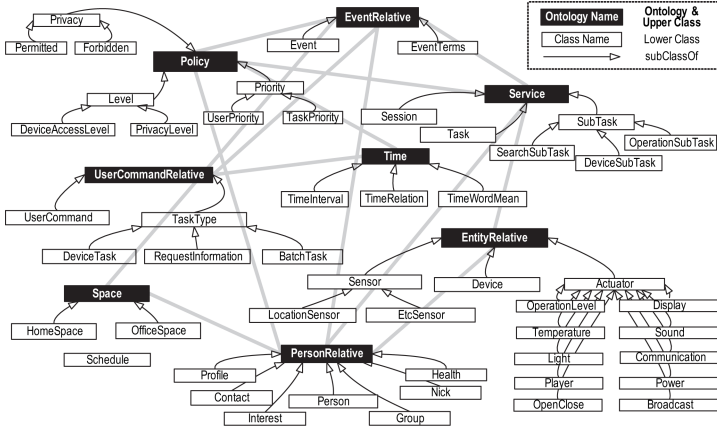 Privacy
EventRelative
Ontology Name
Ontology &
Upper Class
Permitted
Forbidden
Event
EventTerms
Class Name
Lower Class
subClassOf
Policy
Priority
Level
Service
UserPriority
TaskPriority
Session
SubTask
DeviceAccessLevel
PrivacyLevel
Task
OperationSubTask
SearchSubTask
DeviceSubTask
Time
UserCommandRelative
TimeInterval
TimeRelation
TimeWordMean
UserCommand
TaskType
EntityRelative
DeviceTask
RequestInformation
BatchTask
Sensor
Device
Actuator
Space
LocationSensor
EtcSensor
OperationLevel
Display
HomeSpace
OfficeSpace
Temperature
Sound
Schedule
PersonRelative
Light
Communication
Profile
Health
Contact
Nick
Player
Power
Person
Interest
Group
OpenClose
Broadcast